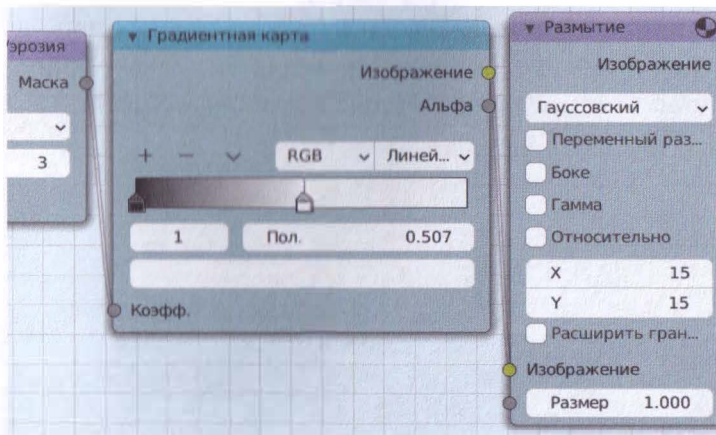 эрозия
Маска
3
Градиентная карта
Изображение
Альфа
RGB
Линей...
1
Пол. 0.507
Коэфф.
Размытие
Изображение
Гауссовский
Переменный раз...
Боке
Гамма
Относительно
X 15
Y 15
Расширить гран...
Изображение
Размер 1.000